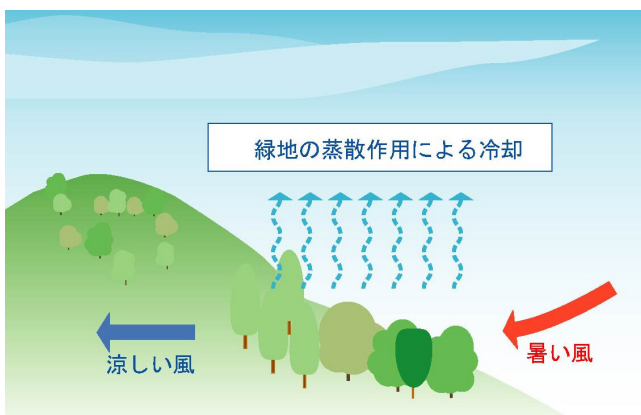 緑地の蒸散作用による冷却
涼しい風
暑い風